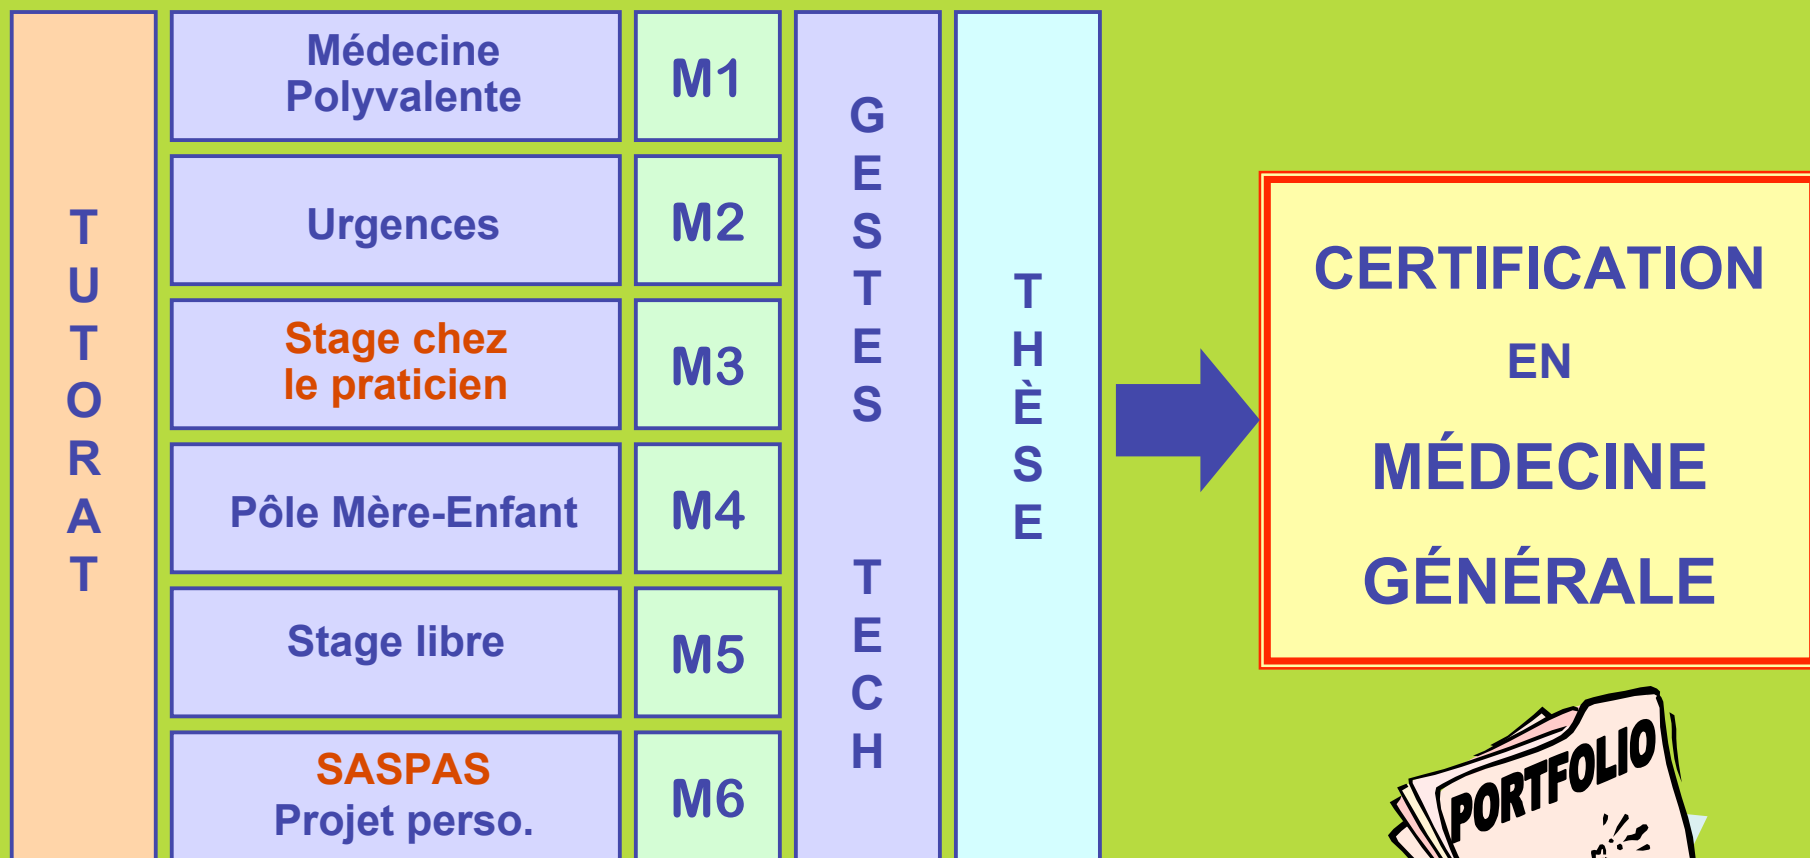 TUTORAT
Médecine
Polyvalente
M1
Urgences
M2
Stage chez
le praticien
M3
Pôle Mère-Enfant
M4
Stage libre
M5
SASPAS
Projet perso.
M6
GESTES TECH
THÈSE
CERTIFICATION
EN
MÉDECINE
GÉNÉRALE
PORTFOLIO